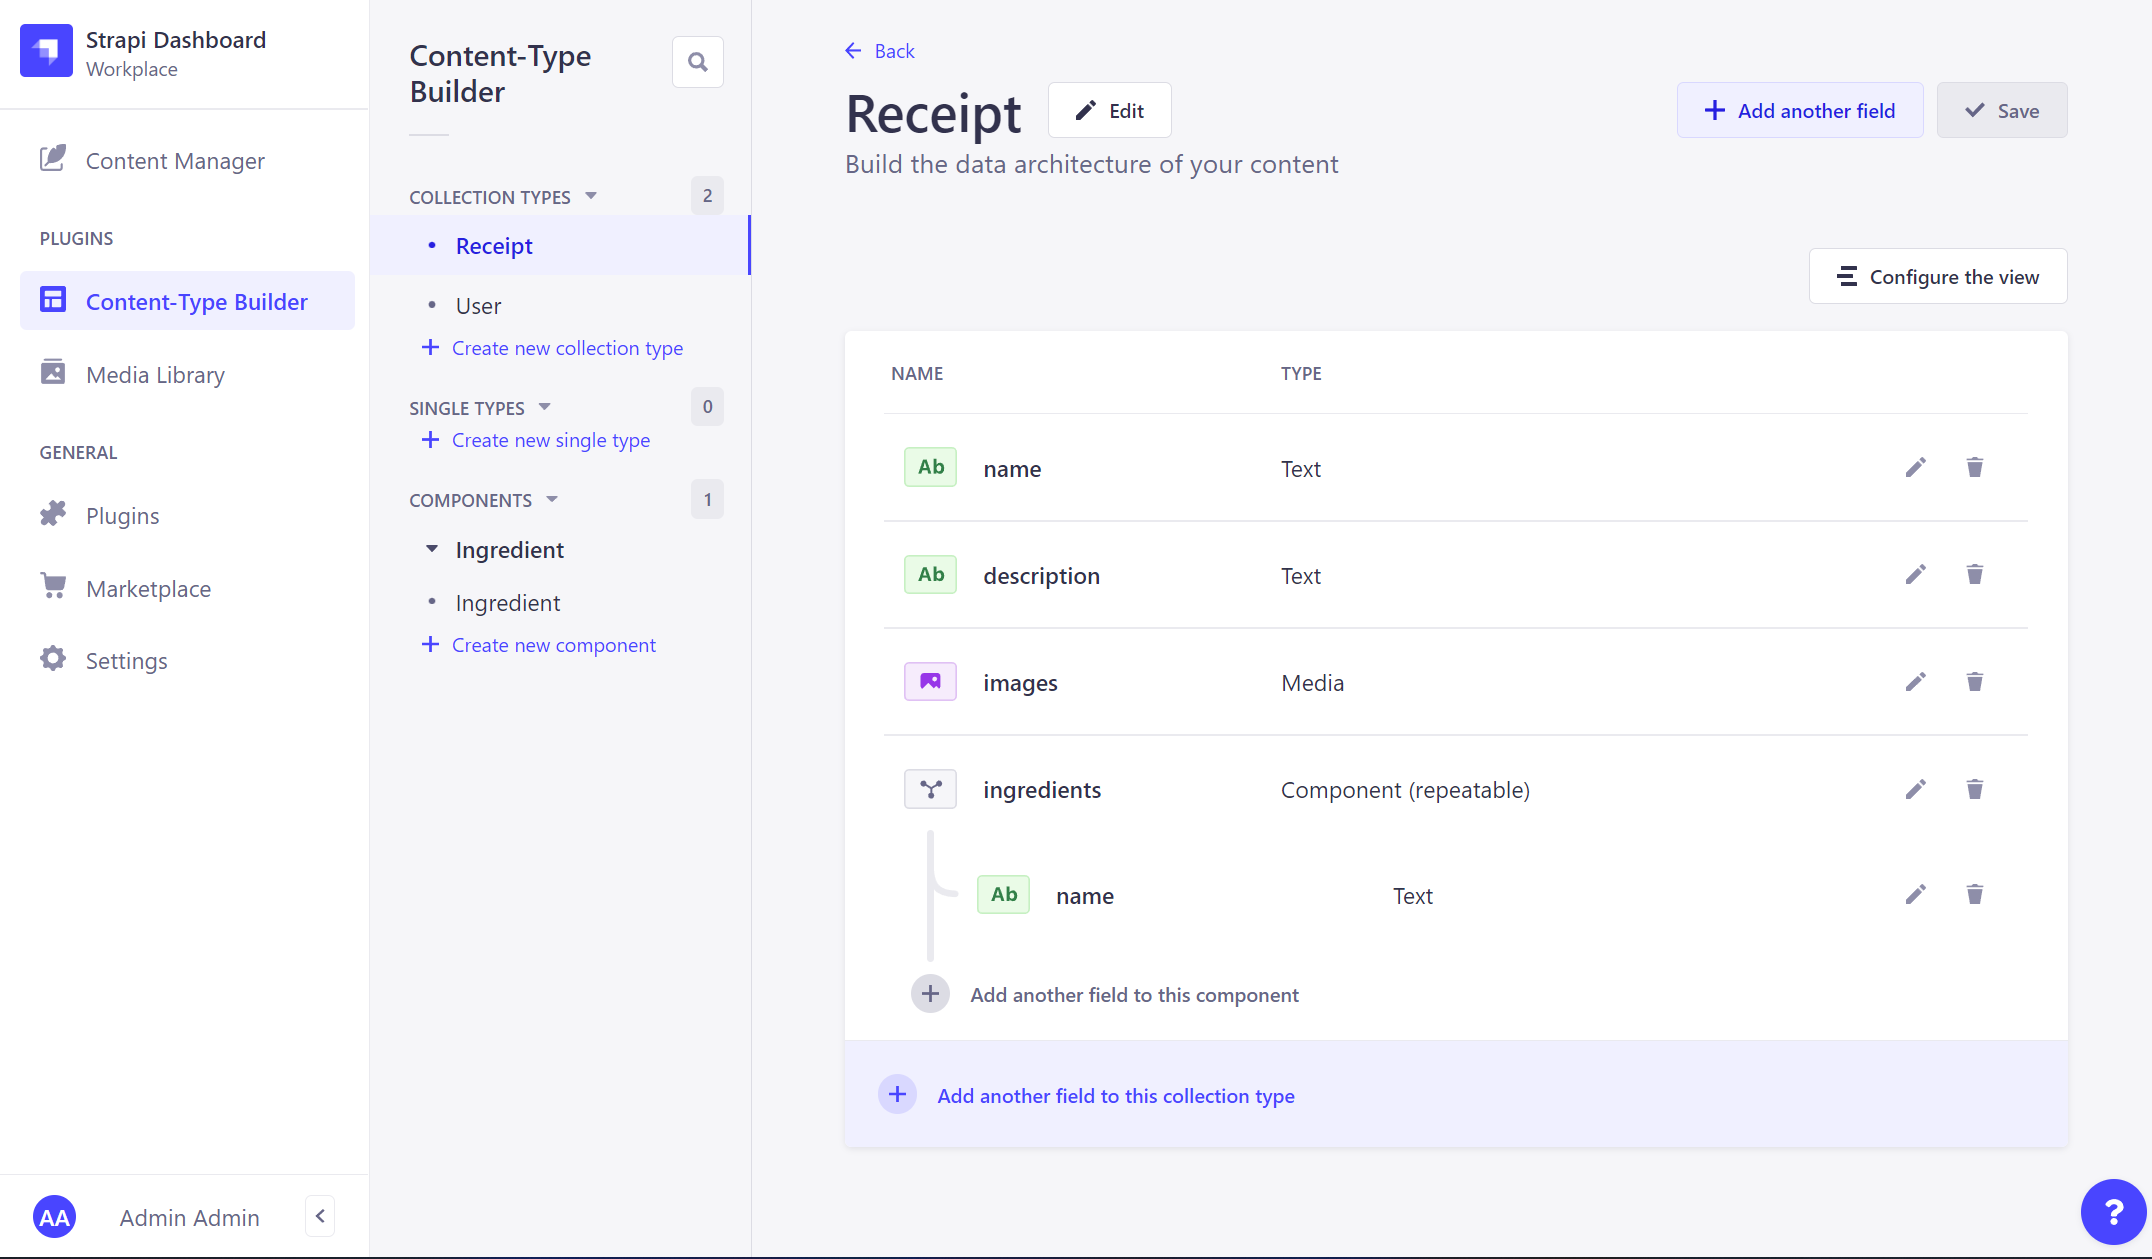 Strapi Dashboard
Workplace
Content Manager
PLUGINS
Content-Type Builder
Media Library
GENERAL
Plugins
Marketplace
Settings
AA
Admin Admin
Content-Type
Builder
COLLECTION TYPES
2
Receipt
User
Create new collection type
SINGLE TYPES
0
Create new single type
COMPONENTS
1
Ingredient
Ingredient
Create new component
Back
Receipt
Edit
Add another field
Save
Build the data architecture of your content
Configure the view
NAME TYPE
Ab name Text
Ab description Text
images Media
ingredients Component (repeatable)
Ab name Text
Add another field to this component
Add another field to this collection type
?